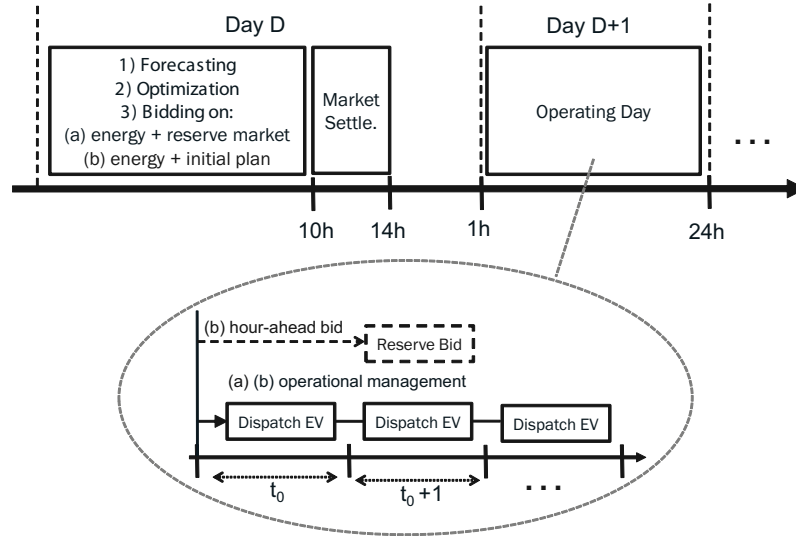 Day D
Day D+1
1) Forecasting
2) Optimization
3) Bidding on:
(a) energy + reserve market
(b) energy + initial plan
Market
Settle.
Operating Day
...
10h
14h
1h
24h
(b) hour-ahead bid
Reserve Bid
(a) (b) operational management
Dispatch EV
Dispatch EV
Dispatch EV
t0
t0 +1
...